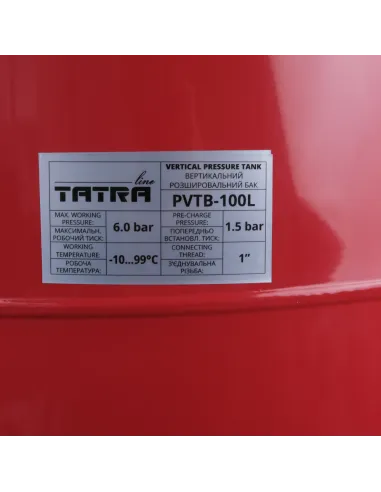 TATRA line
VERTICAL PRESSURE TANK
ВЕРТИКАЛЬНИЙ
РОЗШИРОВАЛЬНИЙ БАК
PVTB-100L
MAX. WORKING
PRESSURE:
МАКСИМАЛЬН.
РОБОЧИЙ ТИСК:
6.0 bar
PRE-CHARGE
PRESSURE:
ПОПЕРЕДНЬО
ВСТАНОВЛ. ТИСК:
1.5 bar
WORKING
TEMPERATURE:
РОБОЧА
ТЕМПЕРАТУРА:
-10...99°C
CONNECTING
THREAD:
З'ЄДНУВАЛЬНА
РІЗЬБА:
1”